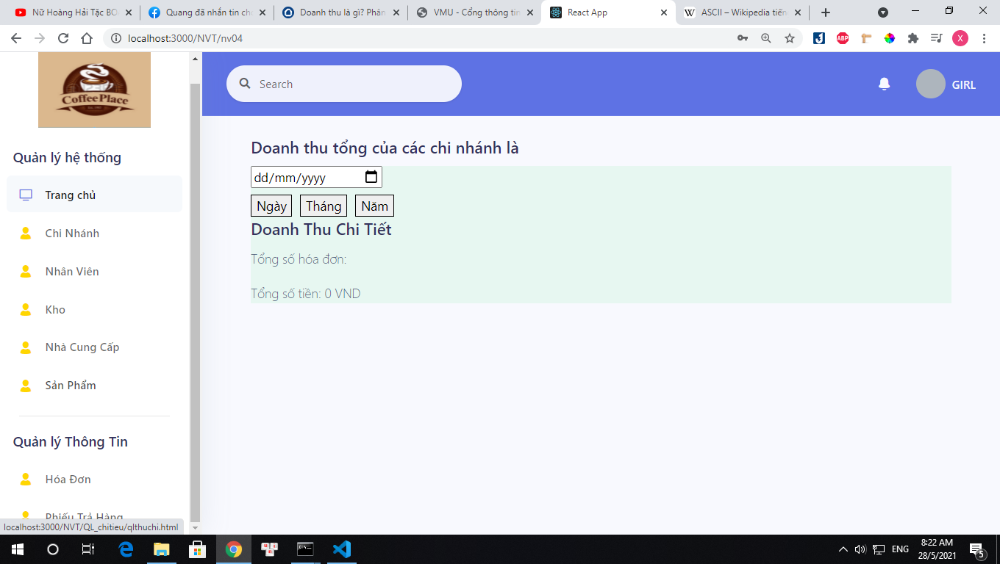 Nữ Hoàng Hải Tặc BO
Quang đã nhắn tin ch
Doanh thu là gì? Phân
VMU - Cổng thông tin
React App
ASCII – Wikipedia tiến
localhost:3000/NVT/nv04
ABP
X
Coffee Place
Search
GIRL
Quản lý hệ thống
Trang chủ
Chi Nhánh
Nhân Viên
Kho
Nhà Cung Cấp
Sản Phẩm
Quản lý Thông Tin
Hóa Đơn
Phiếu Trả Hàng
Doanh thu tổng của các chi nhánh là
dd/mm/yyyy
Ngày Tháng Năm
Doanh Thu Chi Tiết
Tổng số hóa đơn:
Tổng số tiền: 0 VND
localhost:3000/NVT/QL_chitieu/qlthuchi.html
ENG
8:22 AM
28/5/2021
5